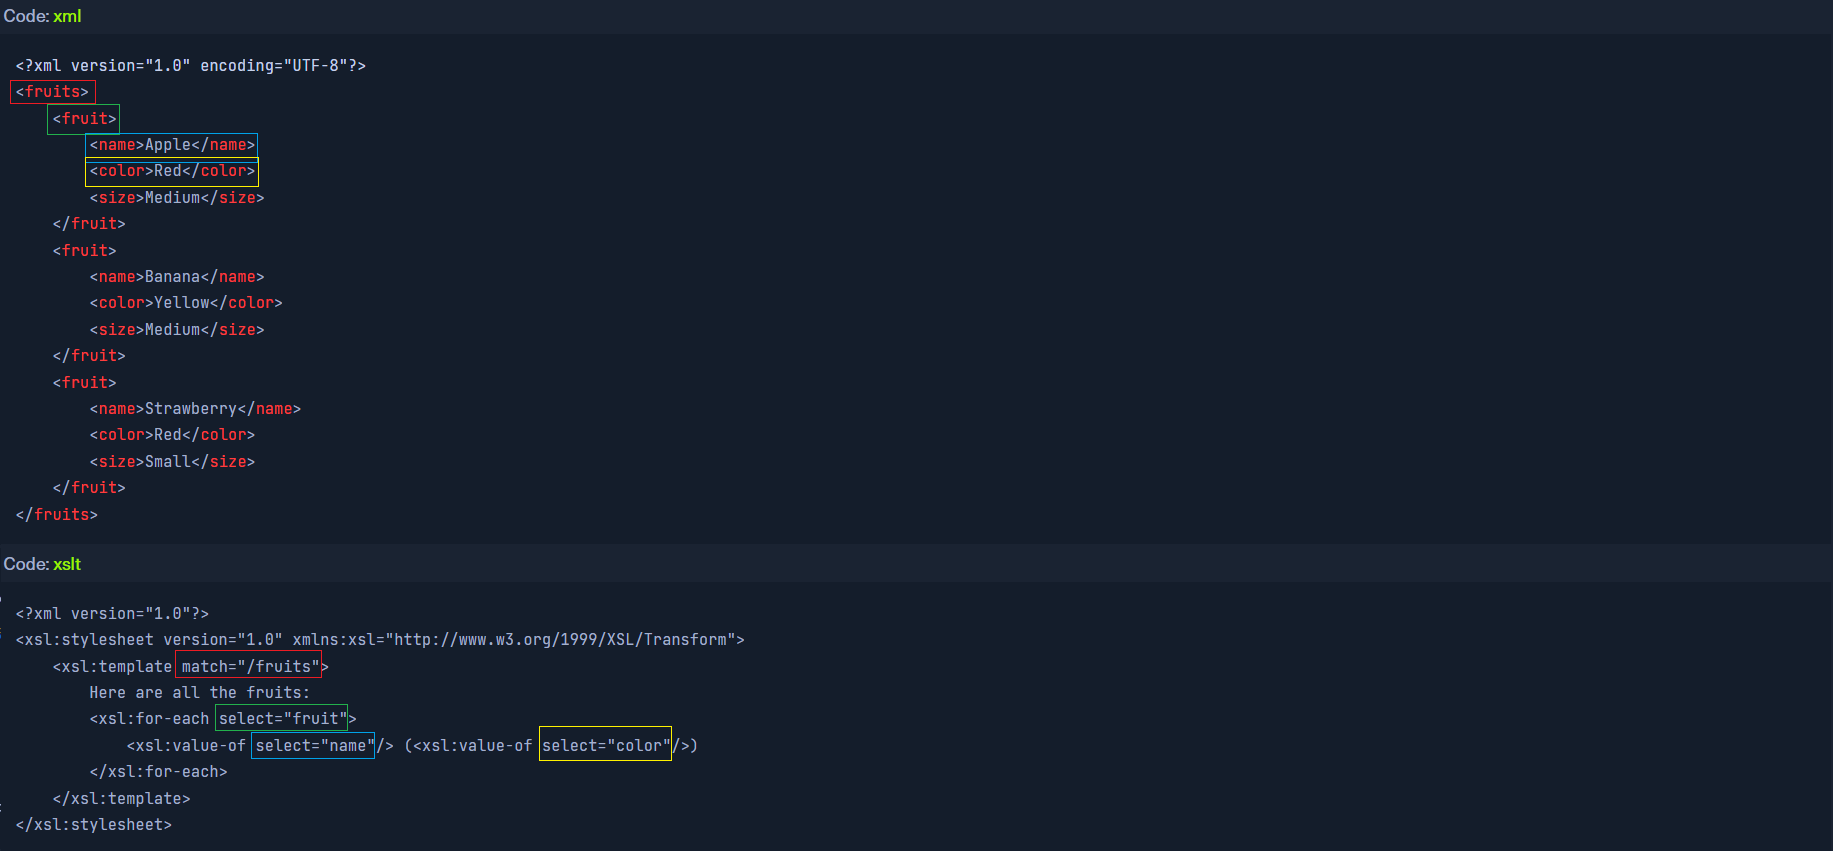 Code: xml
<?xml version="1.0" encoding="UTF-8"?>
<fruits>
    <fruit>
        <name>Apple</name>
        <color>Red</color>
        <size>Medium</size>
    </fruit>
    <fruit>
        <name>Banana</name>
        <color>Yellow</color>
        <size>Medium</size>
    </fruit>
    <fruit>
        <name>Strawberry</name>
        <color>Red</color>
        <size>Small</size>
    </fruit>
</fruits>
Code: xslt
<?xml version="1.0"?>
<xsl:stylesheet version="1.0" xmlns:xsl="http://www.w3.org/1999/XSL/Transform">
    <xsl:template match="/fruits">
        Here are all the fruits:
        <xsl:for-each select="fruit">
            <xsl:value-of select="name"/> (<xsl:value-of select="color"/>)
        </xsl:for-each>
    </xsl:template>
</xsl:stylesheet>